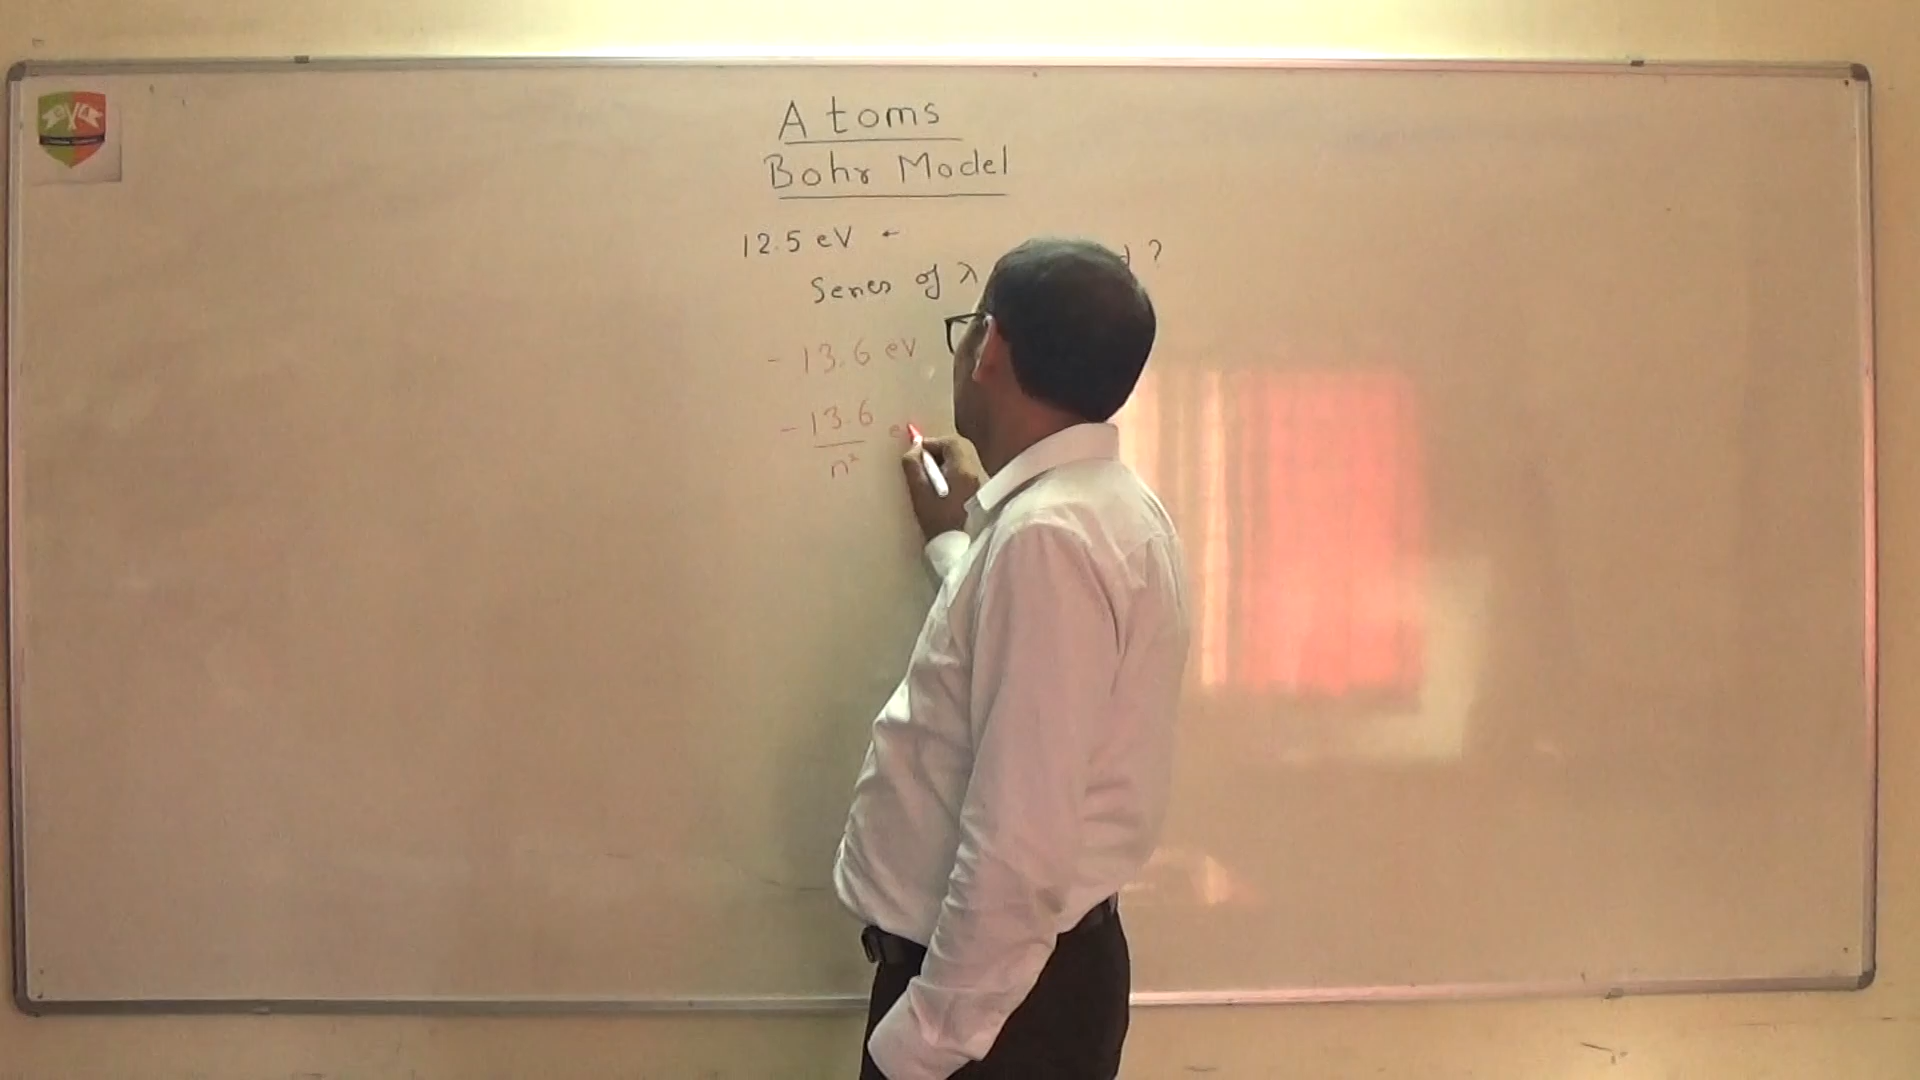 Atoms
Bohr Model
12.5 eV ←
Series of λ ?
- 13.6 eV
- 13.6 e
n²